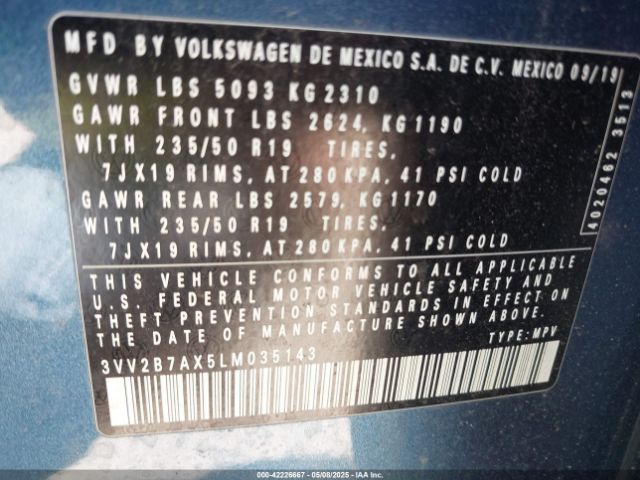 MFD BY VOLKSWAGEN DE MEXICO S.A. DE C.V. MEXICO 09/19
GVWR LBS 5093 KG 2310
GAWR FRONT LBS 2624, KG 1190
WITH 235/50 R19 TIRES,
7JX19 RIMS, AT 280 KPA, 41 PSI COLD
GAWR REAR LBS 2579, KG 1170
WITH 235/50 R19 TIRES,
7JX19 RIMS, AT 280 KPA, 41 PSI COLD
4020462 3513
THIS VEHICLE CONFORMS TO ALL APPLICABLE
U.S. FEDERAL MOTOR VEHICLE SAFETY AND
THEFT PREVENTION STANDARDS IN EFFECT ON
THE DATE OF MANUFACTURE SHOWN ABOVE.
3VV2B7AX5LM035143
TYPE: MPV
000-42226667 - 05/08/2025 - IAA Inc.